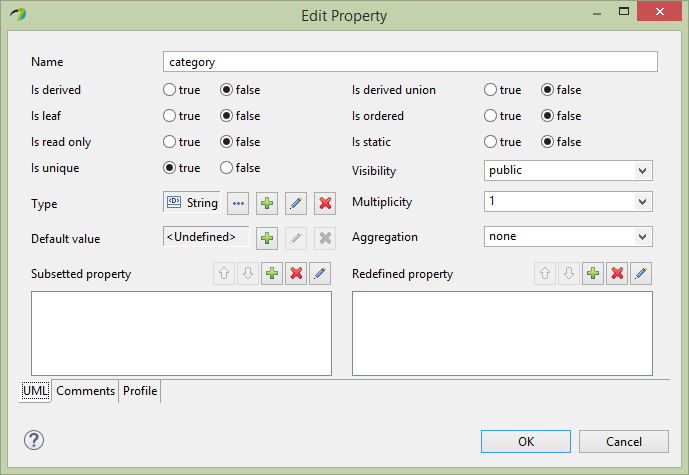 Edit Property
Name category
Is derived true false Is derived union true false
Is leaf true false Is ordered true false
Is read only true false Is static true false
Is unique true false Visibility public
Type <D> String Multiplicity 1
Default value <Undefined> Aggregation none
Subsetted property Redefined property
UML Comments Profile
? OK Cancel